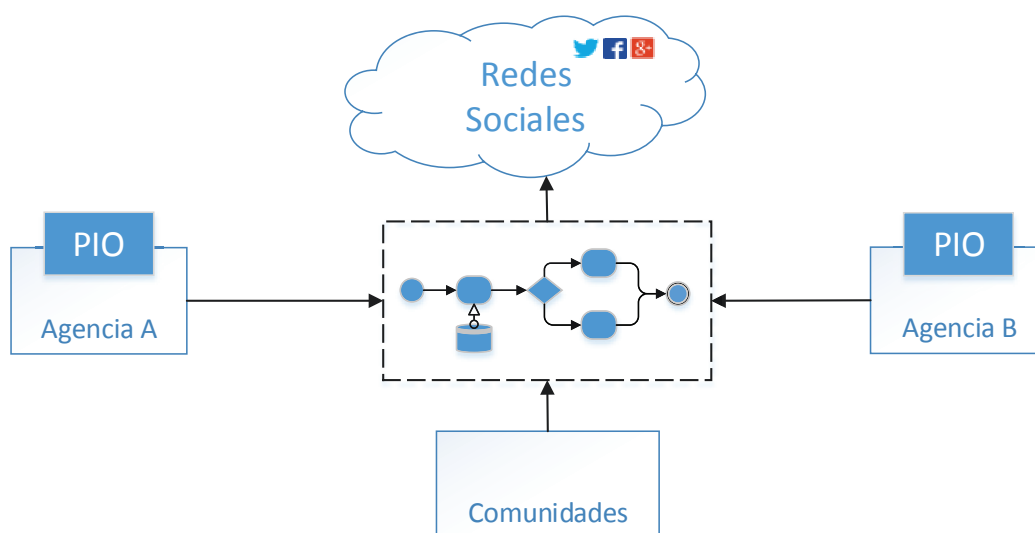 Redes
Sociales
PIO
Agencia A
PIO
Agencia B
Comunidades